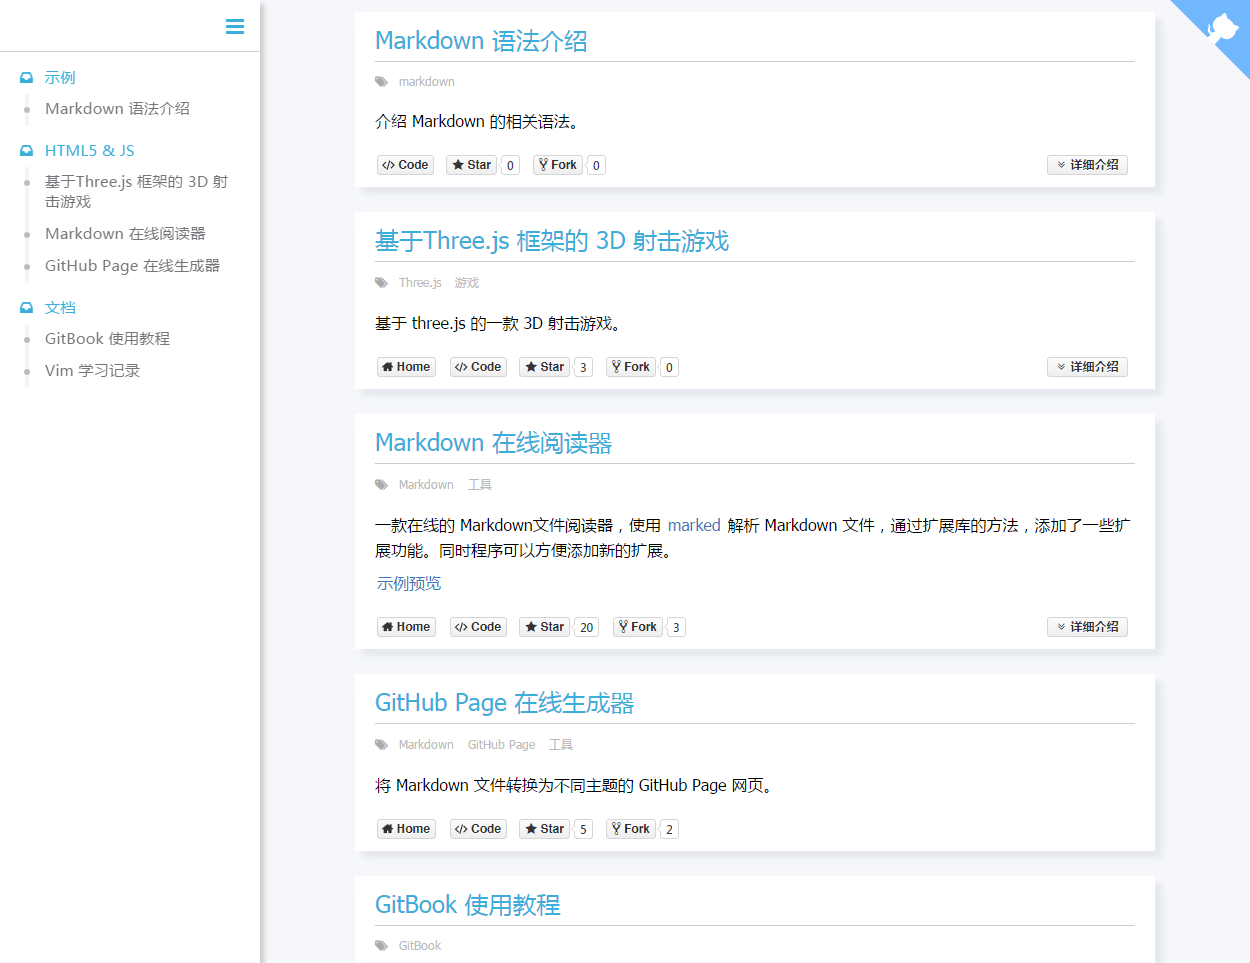 示例
Markdown 语法介绍
HTML5 & JS
基于Three.js 框架的 3D 射
击游戏
Markdown 在线阅读器
GitHub Page 在线生成器
文档
GitBook 使用教程
Vim 学习记录
Markdown 语法介绍
markdown
介绍 Markdown 的相关语法。
Code Star 0 Fork 0 详细介绍
基于Three.js 框架的 3D 射击游戏
Three.js 游戏
基于 three.js 的一款 3D 射击游戏。
Home Code Star 3 Fork 0 详细介绍
Markdown 在线阅读器
Markdown 工具
一款在线的 Markdown文件阅读器，使用 marked 解析 Markdown 文件，通过扩展库的方法，添加了一些扩
展功能。同时程序可以方便添加新的扩展。
示例预览
Home Code Star 20 Fork 3 详细介绍
GitHub Page 在线生成器
Markdown GitHub Page 工具
将 Markdown 文件转换为不同主题的 GitHub Page 网页。
Home Code Star 5 Fork 2
GitBook 使用教程
GitBook